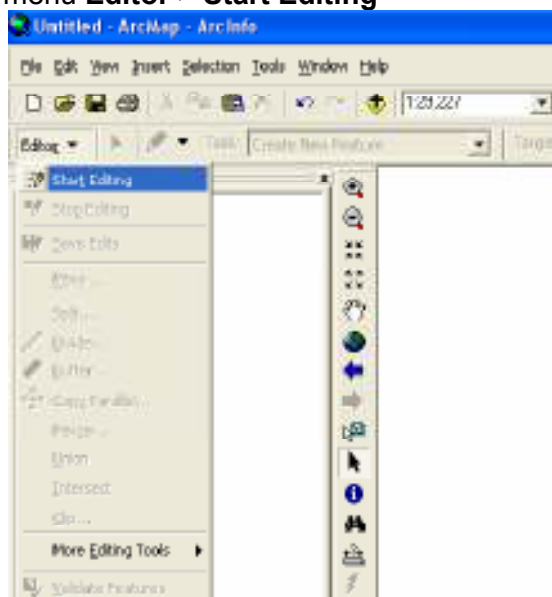 menu Editor > Start Editing
Untitled - ArcMap - ArcInfo
File Edit View Insert Selection Tools Window Help
1:29,227
Editor Task: Create New Feature Target
Start Editing
Stop Editing
Save Edits
Move...
Split...
Divide...
Buffer...
Copy Parallel...
Merge...
Union
Intersect
Clip...
More Editing Tools
Validate Features